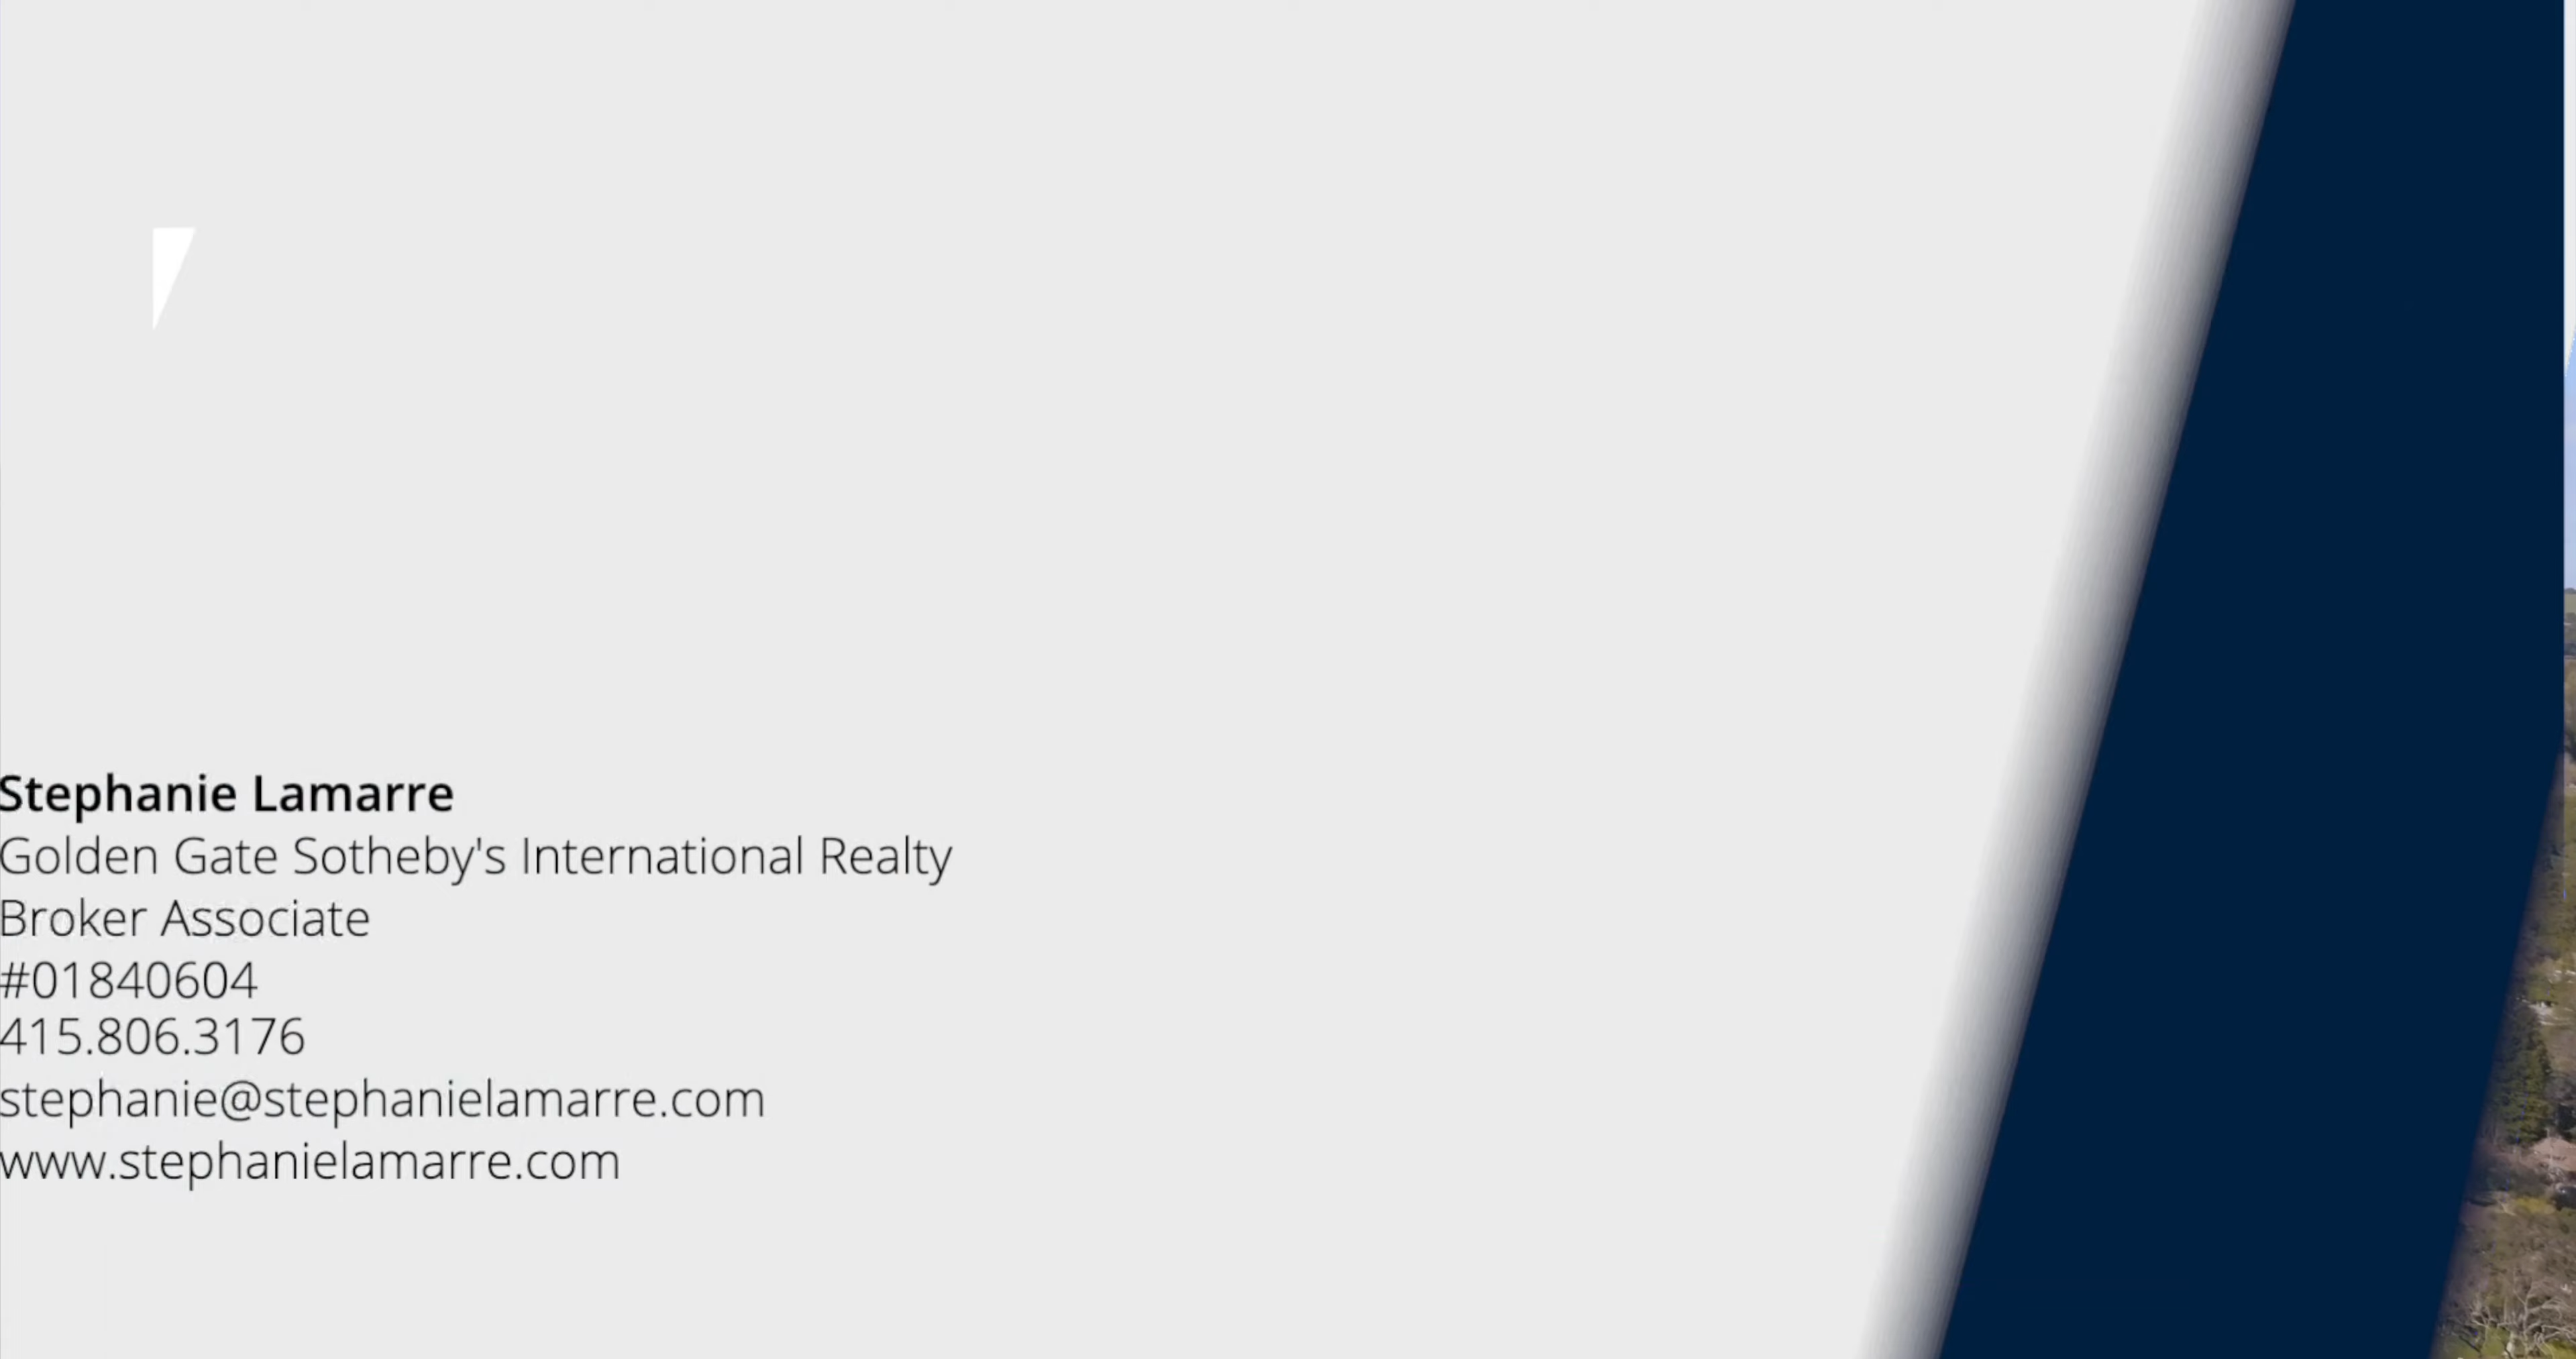 Stephanie Lamarre
Golden Gate Sotheby's International Realty
Broker Associate
#01840604
415.806.3176
stephanie@stephanielamarre.com
www.stephanielamarre.com